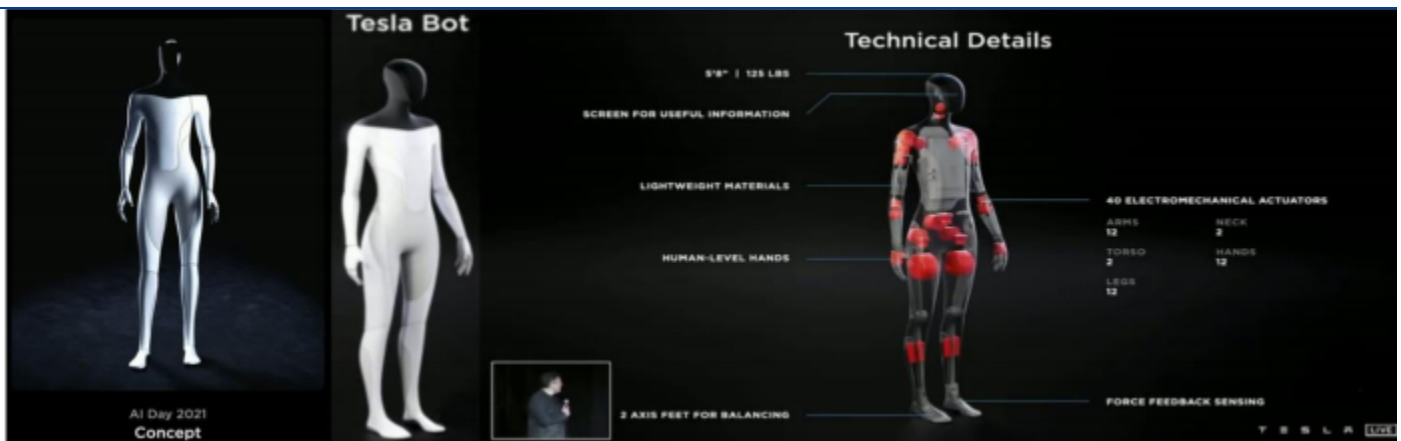 Tesla Bot
Technical Details
5'8" | 125 LBS
SCREEN FOR USEFUL INFORMATION
LIGHTWEIGHT MATERIALS
HUMAN-LEVEL HANDS
2 AXIS FEET FOR BALANCING
40 ELECTROMECHANICAL ACTUATORS
ARMS NECK
12 2
TORSO HANDS
2 12
LEGS
12
FORCE FEEDBACK SENSING
AI Day 2021
Concept
TESLA LIVE